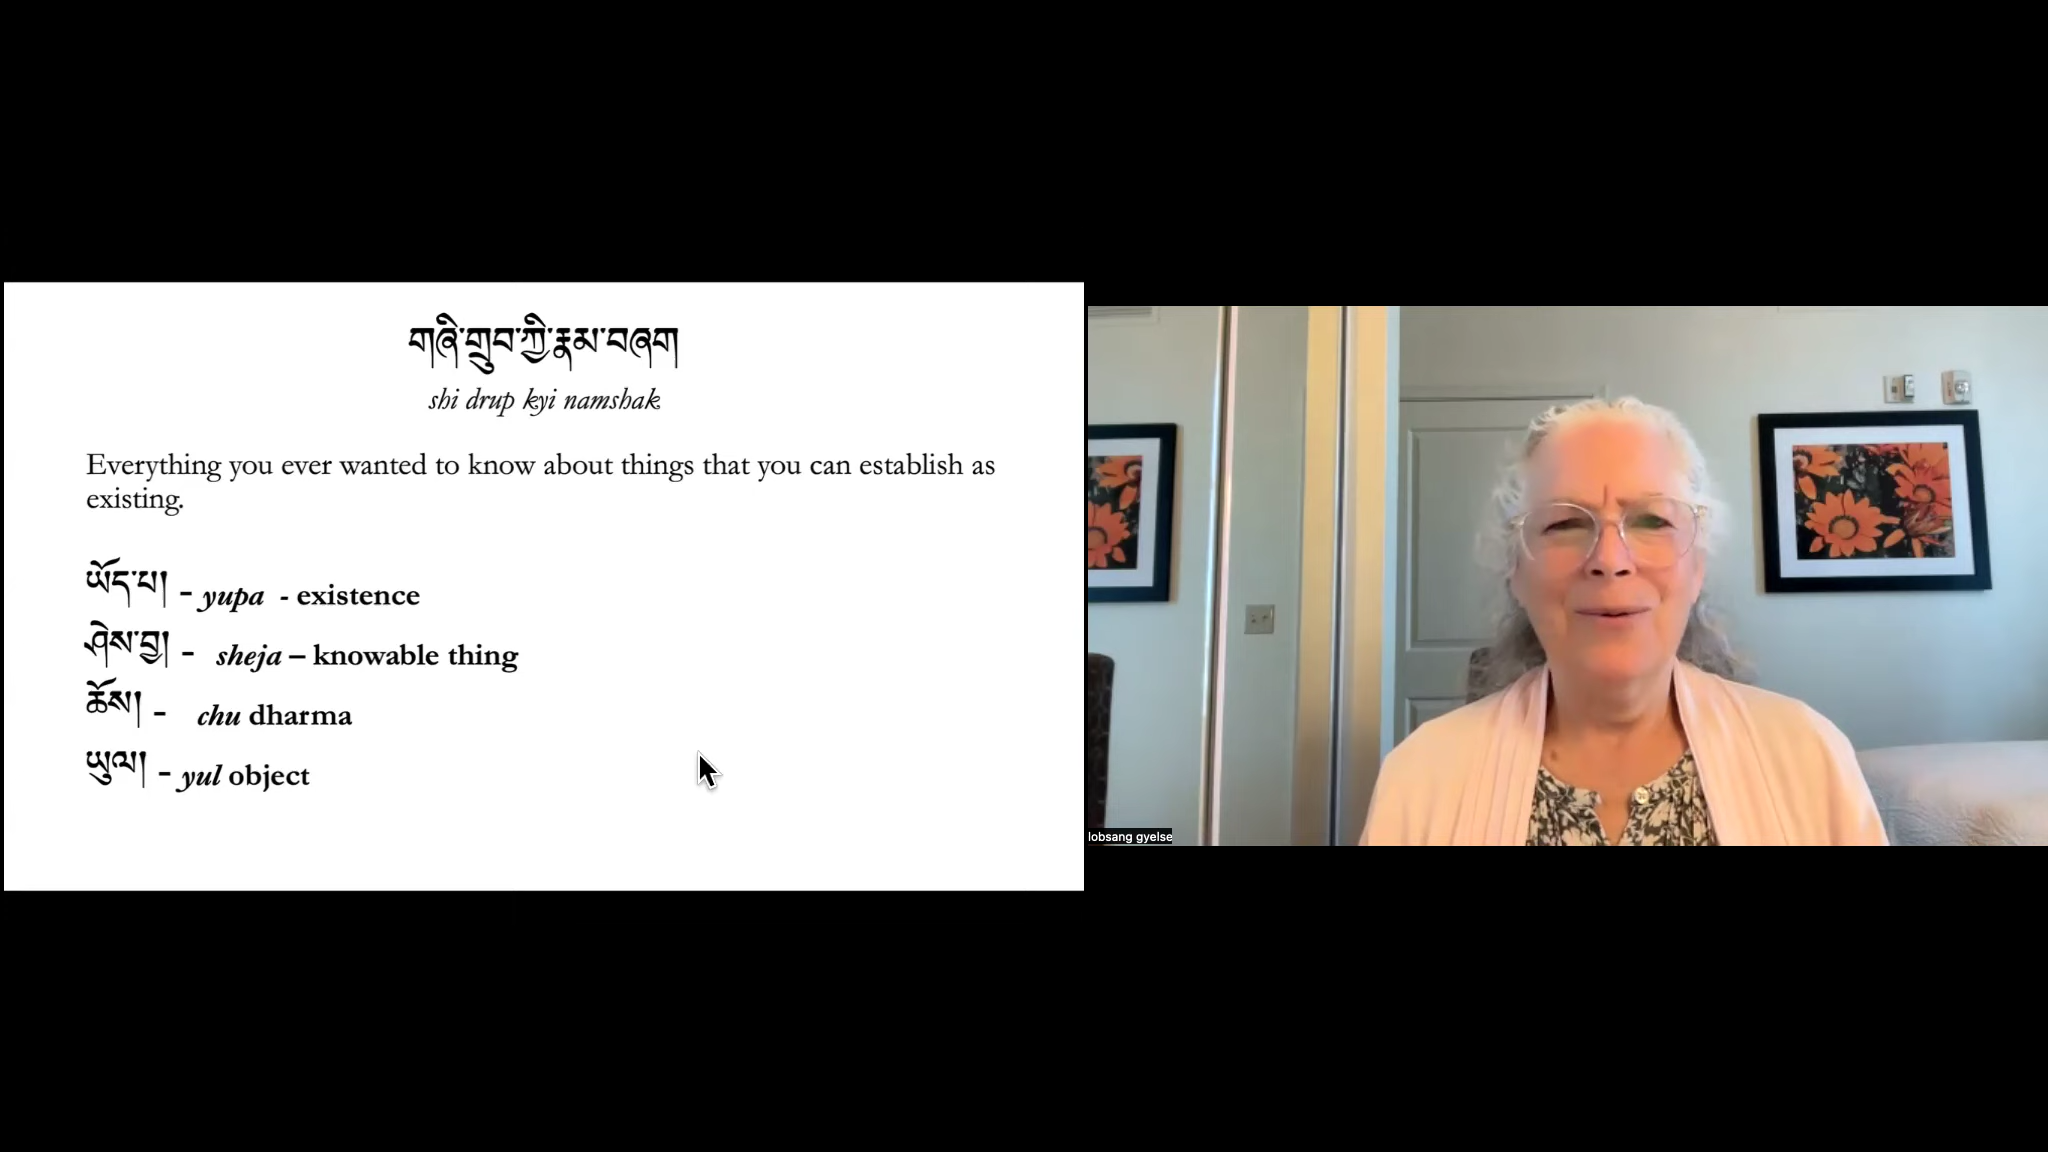 གཞི་གྲུབ་ཀྱི་རྣམ་བཞག
shi drup kyi namshak
Everything you ever wanted to know about things that you can establish as
existing.
ཡོད་པ། - yupa - existence
ཤེས་བྱ། - sheja – knowable thing
ཆོས། - chu dharma
ཡུལ། - yul object
lobsang gyelse